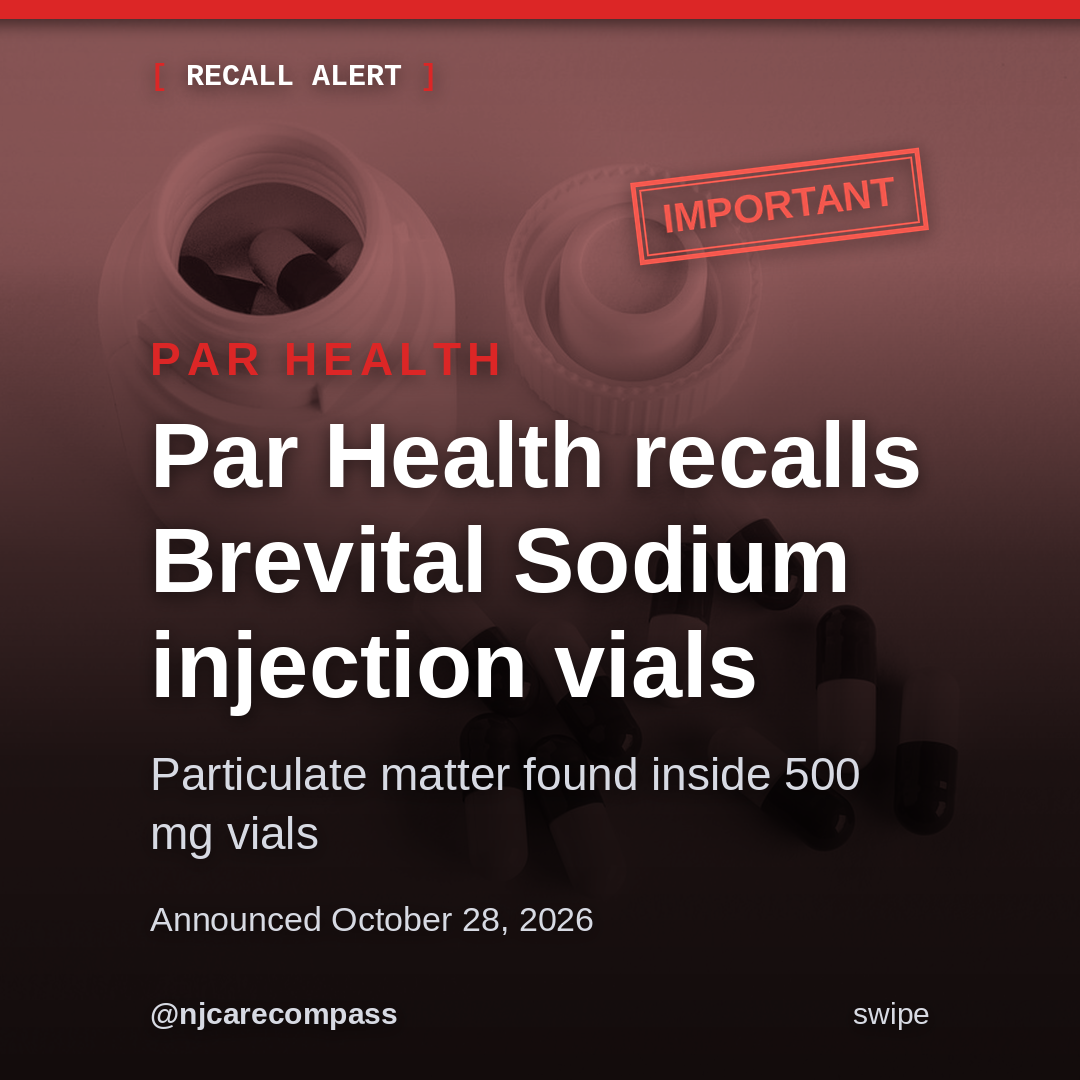 [ RECALL ALERT ]
IMPORTANT
PAR HEALTH
Par Health recalls
Brevital Sodium
injection vials
Particulate matter found inside 500
mg vials
Announced October 28, 2026
@njcarecompass
swipe